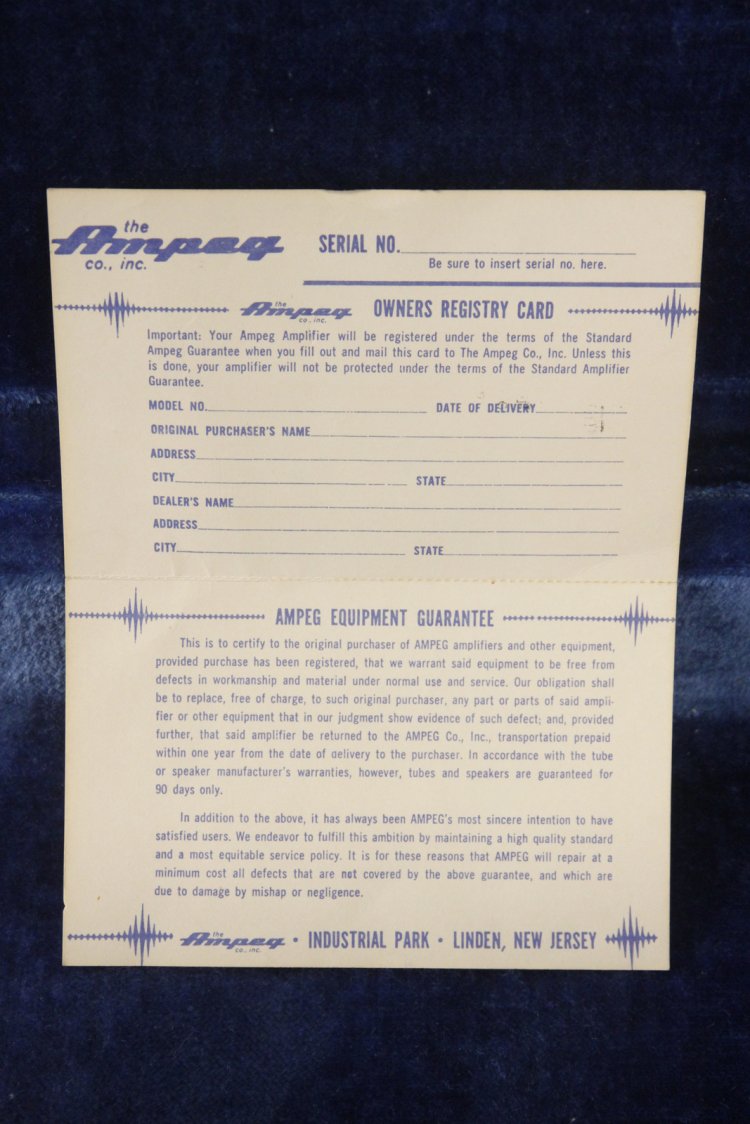 the
Ampeg
co., inc.
SERIAL NO.
Be sure to insert serial no. here.
the
Ampeg
co., inc.
OWNERS REGISTRY CARD
Important: Your Ampeg Amplifier will be registered under the terms of the Standard
Ampeg Guarantee when you fill out and mail this card to The Ampeg Co., Inc. Unless this
is done, your amplifier will not be protected under the terms of the Standard Amplifier
Guarantee.
MODEL NO. DATE OF DELIVERY
ORIGINAL PURCHASER'S NAME
ADDRESS
CITY STATE
DEALER'S NAME
ADDRESS
CITY STATE
AMPEG EQUIPMENT GUARANTEE
This is to certify to the original purchaser of AMPEG amplifiers and other equipment,
provided purchase has been registered, that we warrant said equipment to be free from
defects in workmanship and material under normal use and service. Our obligation shall
be to replace, free of charge, to such original purchaser, any part or parts of said ampli-
fier or other equipment that in our judgment show evidence of such defect; and, provided
further, that said amplifier be returned to the AMPEG Co., Inc., transportation prepaid
within one year from the date of delivery to the purchaser. In accordance with the tube
or speaker manufacturer's warranties, however, tubes and speakers are guaranteed for
90 days only.
In addition to the above, it has always been AMPEG's most sincere intention to have
satisfied users. We endeavor to fulfill this ambition by maintaining a high quality standard
and a most equitable service policy. It is for these reasons that AMPEG will repair at a
minimum cost all defects that are not covered by the above guarantee, and which are
due to damage by mishap or negligence.
the
Ampeg
co., inc.
• INDUSTRIAL PARK • LINDEN, NEW JERSEY